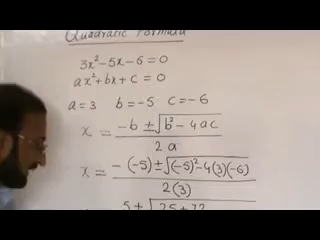 Quadratic Formula
3x²-5x-6=0
ax²+bx+c=0
a=3 b=-5 c=-6
x = (-b ±√(b²-4ac)) / 2a
x = (-(-5)±√((-5)²-4(3)(-6))) / 2(3)
5 ± √25+72